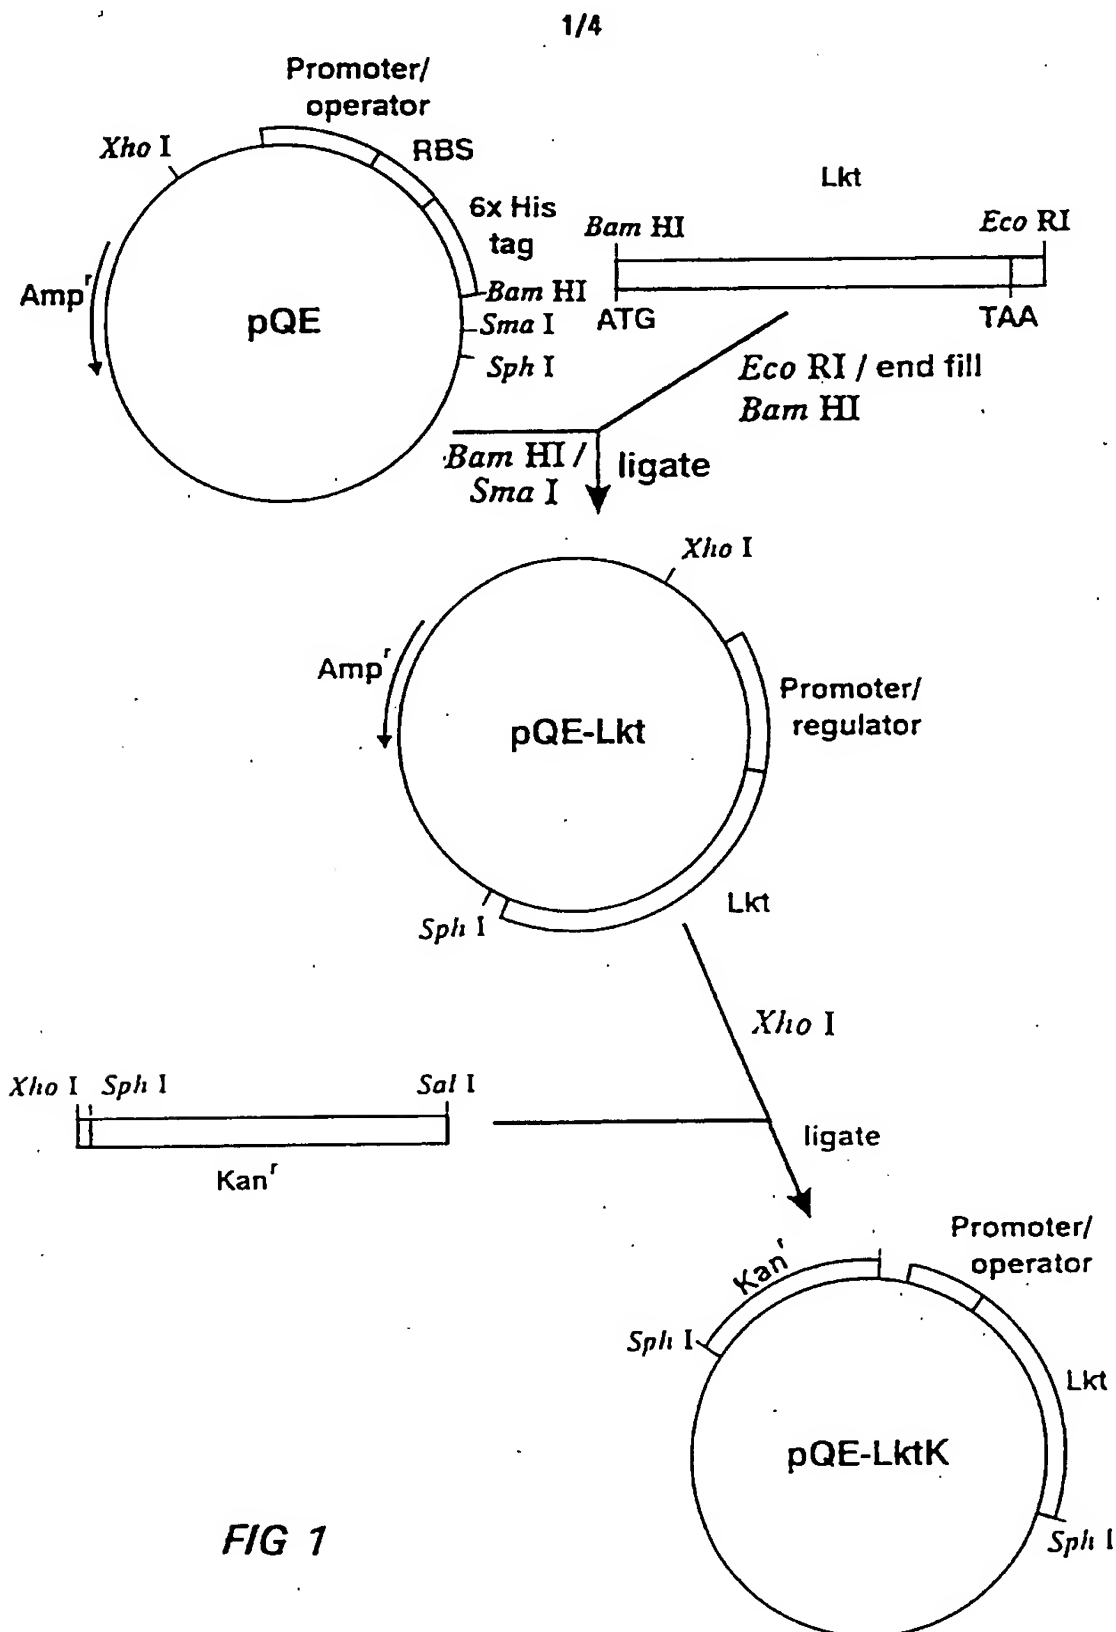 1/4
Promoter/
operator
Xho I
RBS
6x His
tag
Amp^r
pQE
Bam HI
Sma I
Sph I
Lkt
Bam HI
Eco RI
ATG
TAA
Eco RI / end fill
Bam HI
Bam HI /
Sma I
ligate
Xho I
Amp^r
Promoter/
regulator
pQE-Lkt
Sph I
Lkt
Xho I
Xho I
Sph I
Sal I
Kan^r
ligate
Promoter/
operator
Kan^r
Sph I
Lkt
pQE-LktK
Sph I
FIG 1